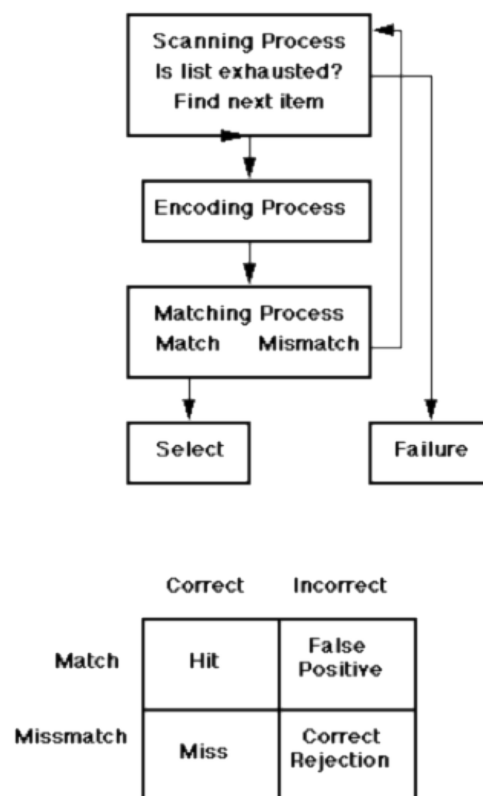 Scanning Process
Is list exhausted?
Find next item
Encoding Process
Matching Process
Match Mismatch
Select Failure
Correct Incorrect
Match Hit False
Positive
Missmatch Miss Correct
Rejection